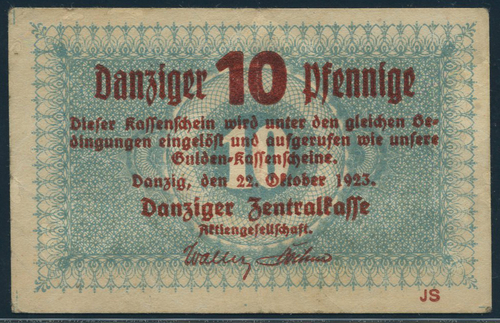 Danziger 10 Pfennige
Dieser Kassenschein wird unter den gleichen Be-
dingungen eingelöst und aufgerufen wie unsere
Gulden-Kassenscheine.
10
Danzig, den 22. Oktober 1923.
Danziger Zentralkasse
Aktiengesellschaft.
JS